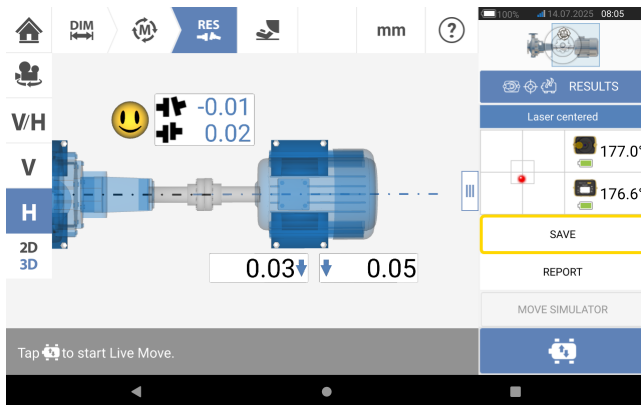 DIM
(M)
RES
mm
?
100% 14.07.2025 08:05
V/H
V
H
2D
3D
-0.01
0.02
0.03
0.05
RESULTS
Laser centered
177.0°
176.6°
SAVE
REPORT
MOVE SIMULATOR
Tap to start Live Move.